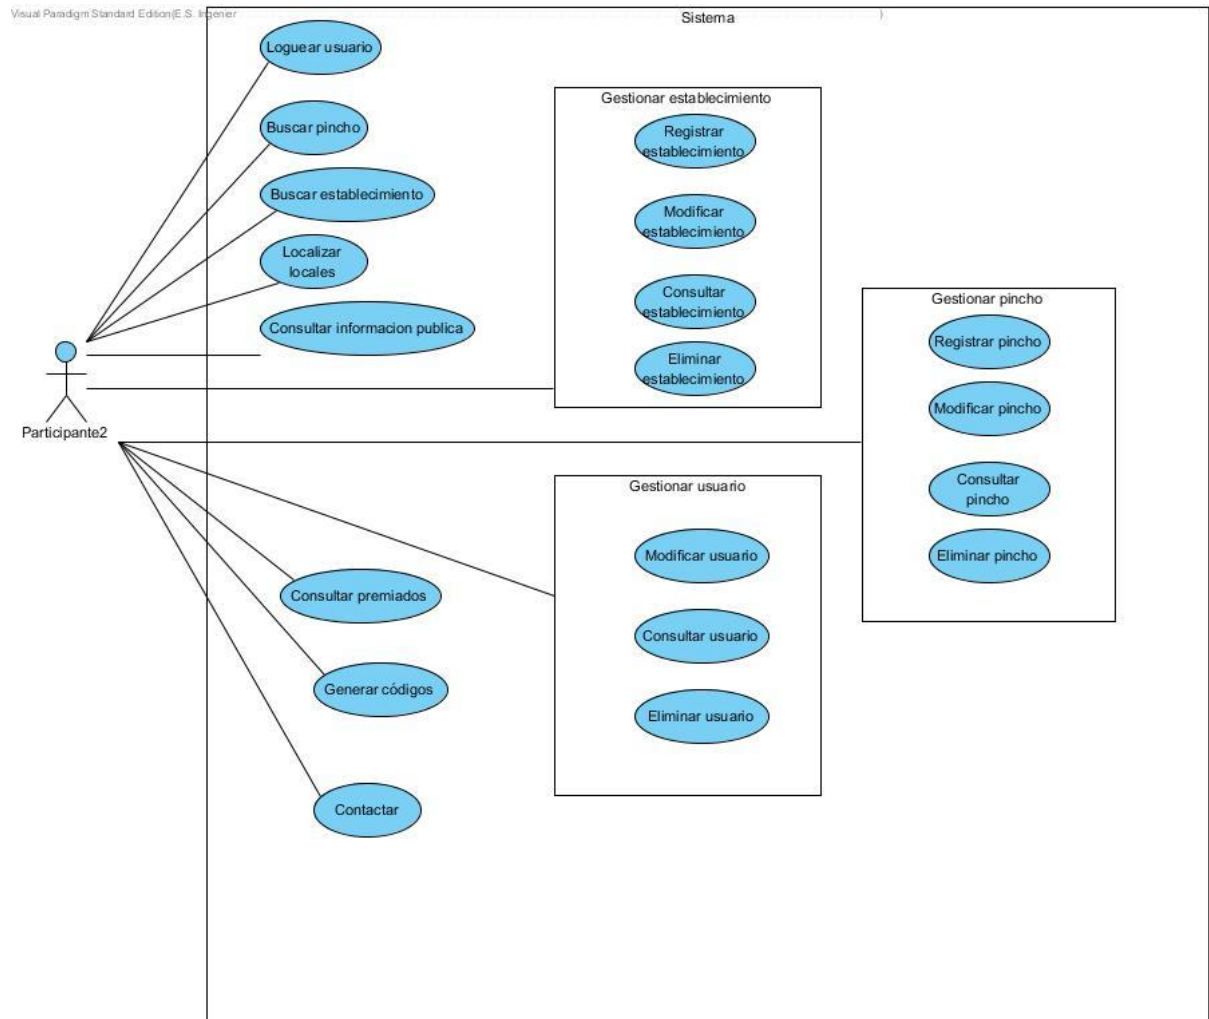 Visual Paradigm Standard Edition(E.S. Ingenier
)
Sistema
Loguear usuario
Buscar pincho
Buscar establecimiento
Localizar
locales
Consultar informacion publica
Participante2
Gestionar establecimiento
Registrar
establecimiento
Modificar
establecimiento
Consultar
establecimiento
Eliminar
establecimiento
Gestionar pincho
Registrar pincho
Modificar pincho
Consultar
pincho
Eliminar pincho
Gestionar usuario
Modificar usuario
Consultar usuario
Eliminar usuario
Consultar premiados
Generar códigos
Contactar